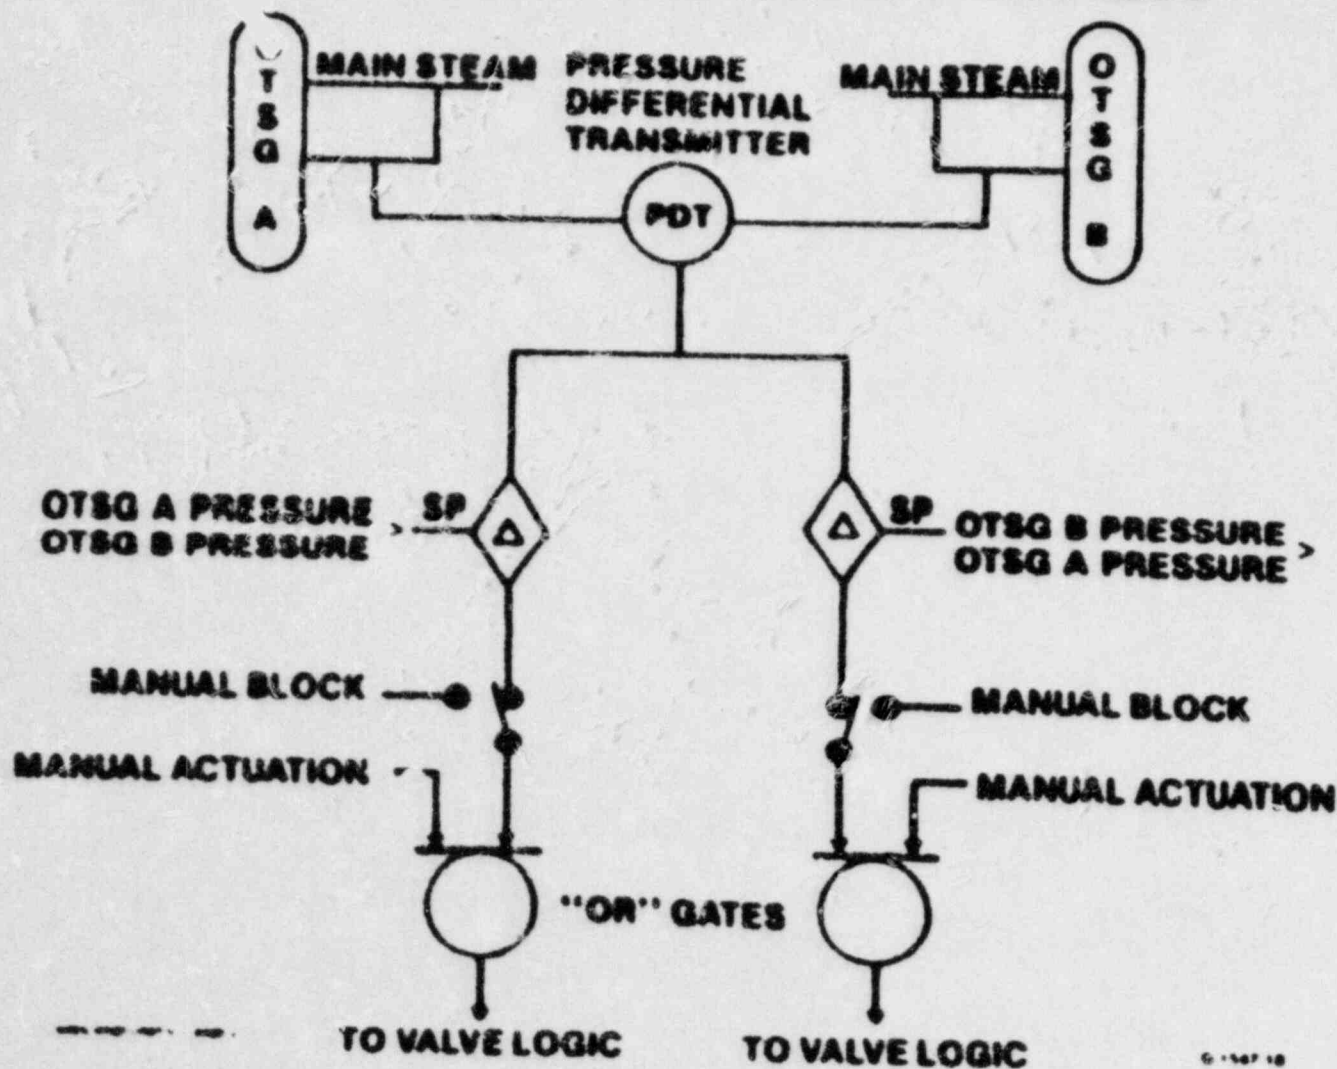 TSG A
MAIN STEAM
PRESSURE
DIFFERENTIAL
TRANSMITTER
MAIN STEAM
OTSG B
PDT
OTSG A PRESSURE
OTSG B PRESSURE
>
SP
Δ
Δ
SP
OTSG B PRESSURE
OTSG A PRESSURE
>
MANUAL BLOCK
MANUAL BLOCK
MANUAL ACTUATION
MANUAL ACTUATION
"OR" GATES
TO VALVE LOGIC
TO VALVE LOGIC